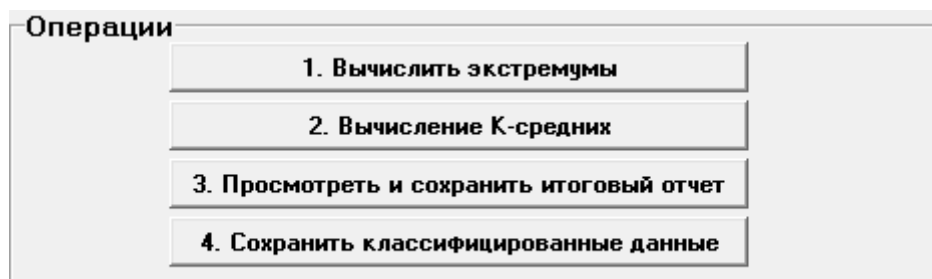 Операции
1. Вычислить экстремумы
2. Вычисление К-средних
3. Просмотреть и сохранить итоговый отчет
4. Сохранить классифицированные данные